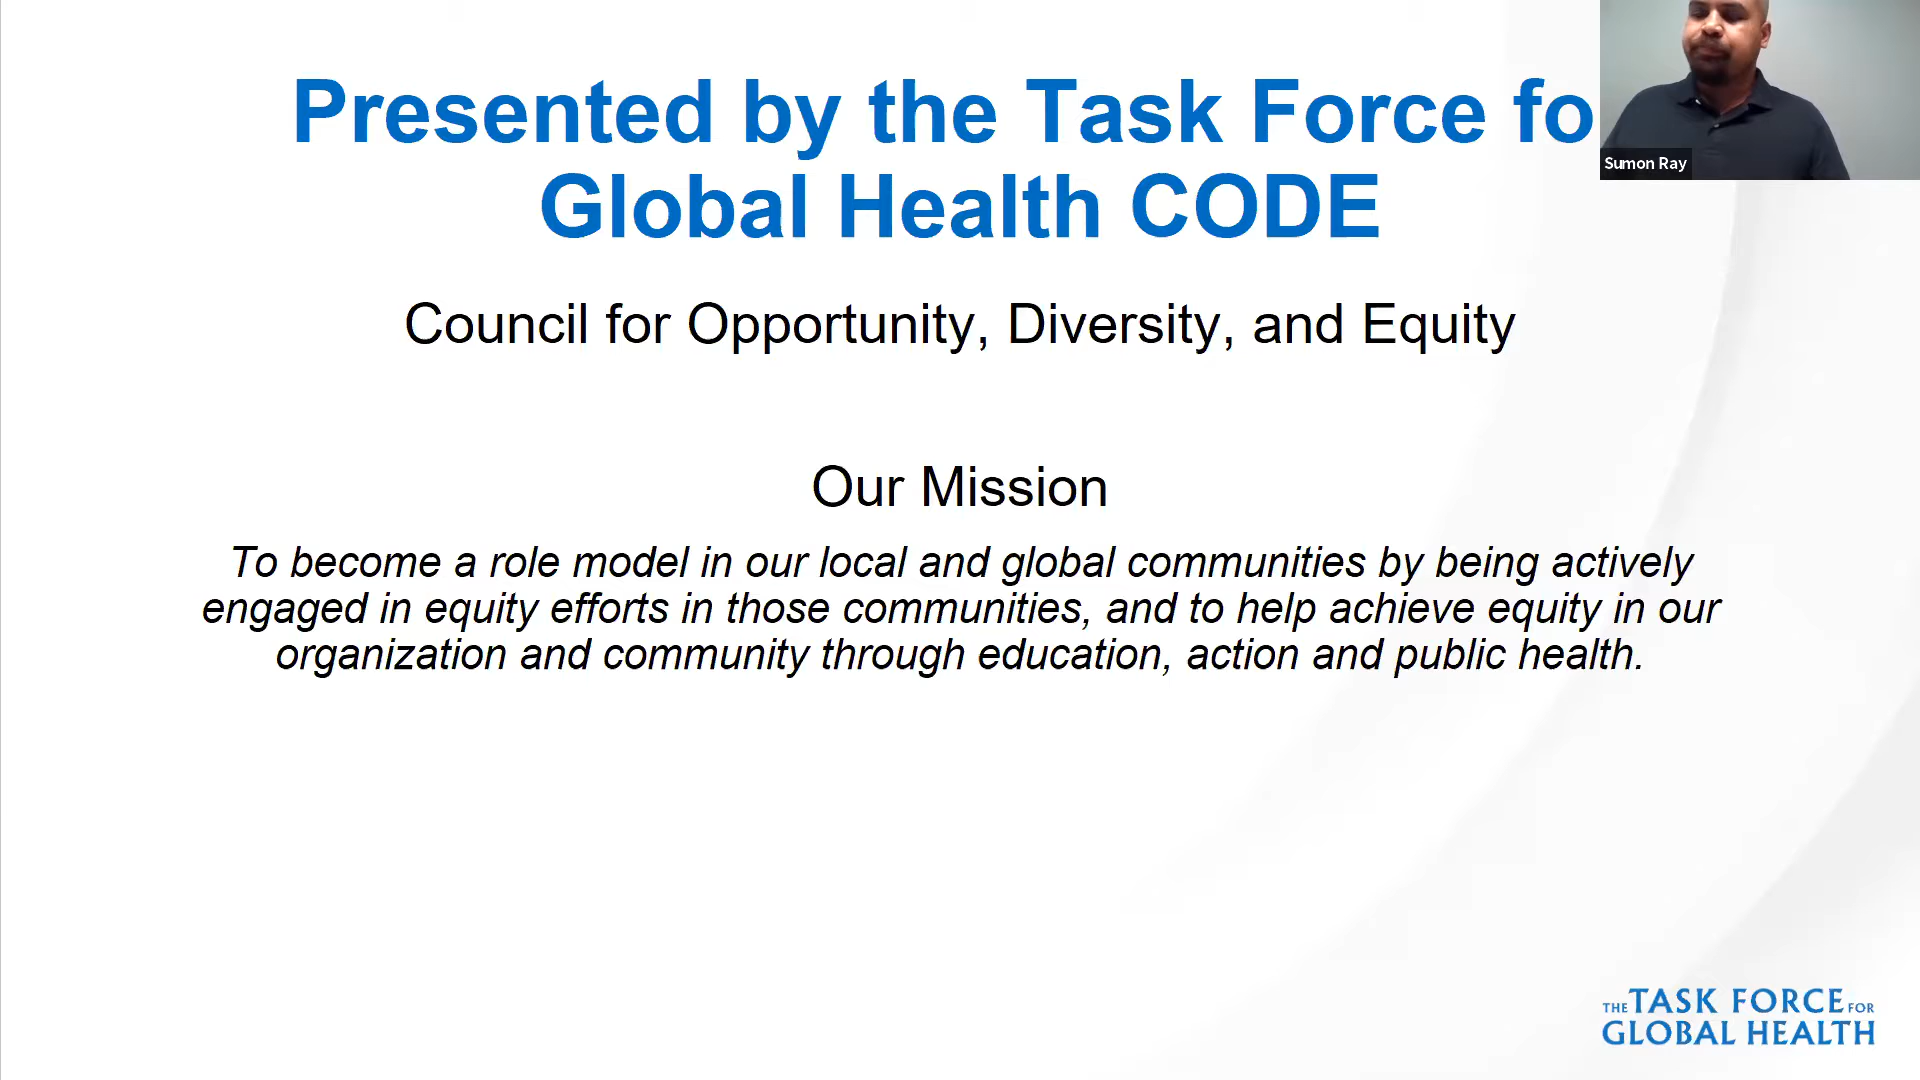 Presented by the Task Force fo
Global Health CODE
Sumon Ray
Council for Opportunity, Diversity, and Equity
Our Mission
To become a role model in our local and global communities by being actively
engaged in equity efforts in those communities, and to help achieve equity in our
organization and community through education, action and public health.
THE TASK FORCE FOR
GLOBAL HEALTH